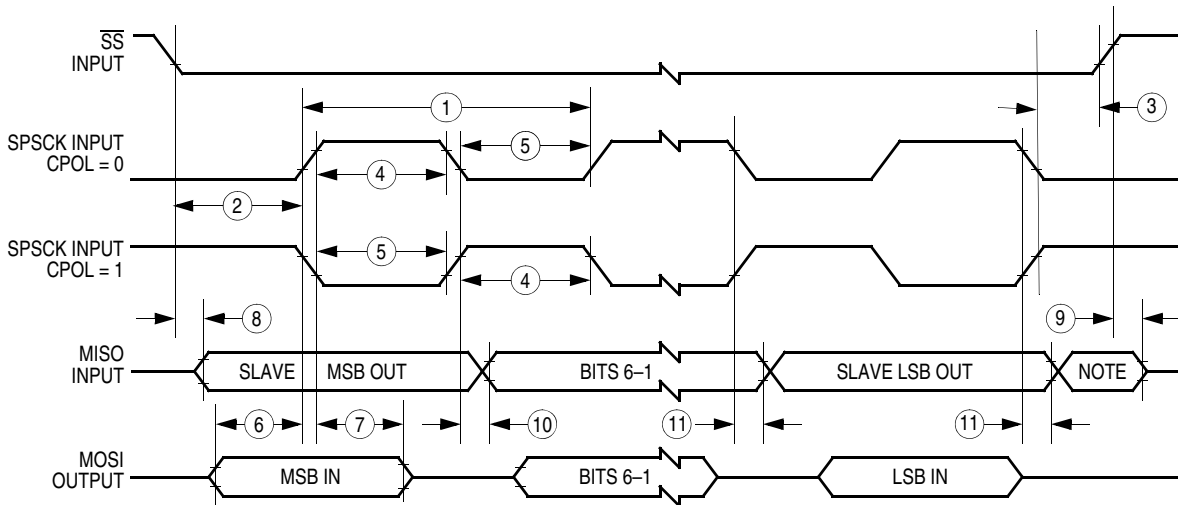 S̅S̅
INPUT
1
3
SPSCK INPUT
CPOL = 0
5
4
2
SPSCK INPUT
CPOL = 1
5
4
8
9
MISO
INPUT
SLAVE MSB OUT
BITS 6–1
SLAVE LSB OUT
NOTE
6
7
10
11
11
MOSI
OUTPUT
MSB IN
BITS 6–1
LSB IN